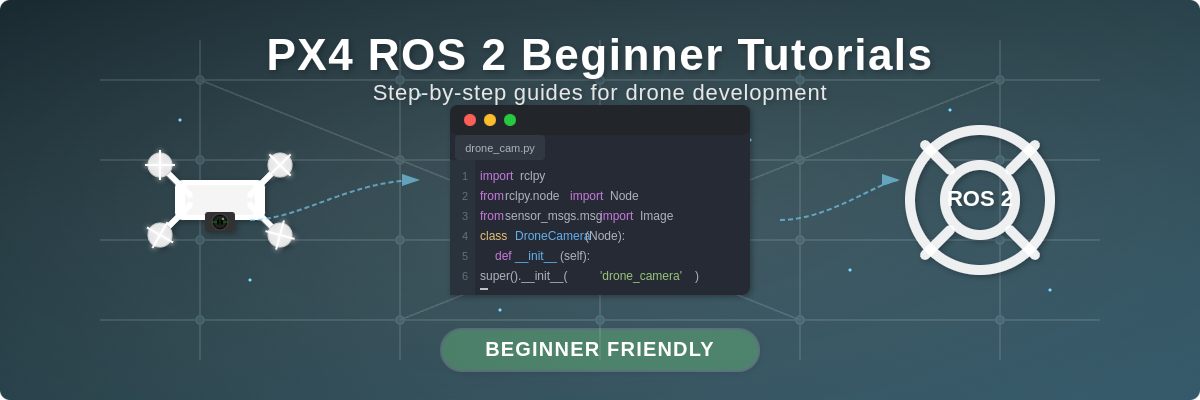 PX4 ROS 2 Beginner Tutorials
Step-by-step guides for drone development
drone_cam.py
1 import rclpy
2 from rclpy.node import Node
3 from sensor_msgs.msg import Image
4 class DroneCamera(Node):
5 def __init__ (self):
6 super().__init__( 'drone_camera' )
ROS 2
BEGINNER FRIENDLY